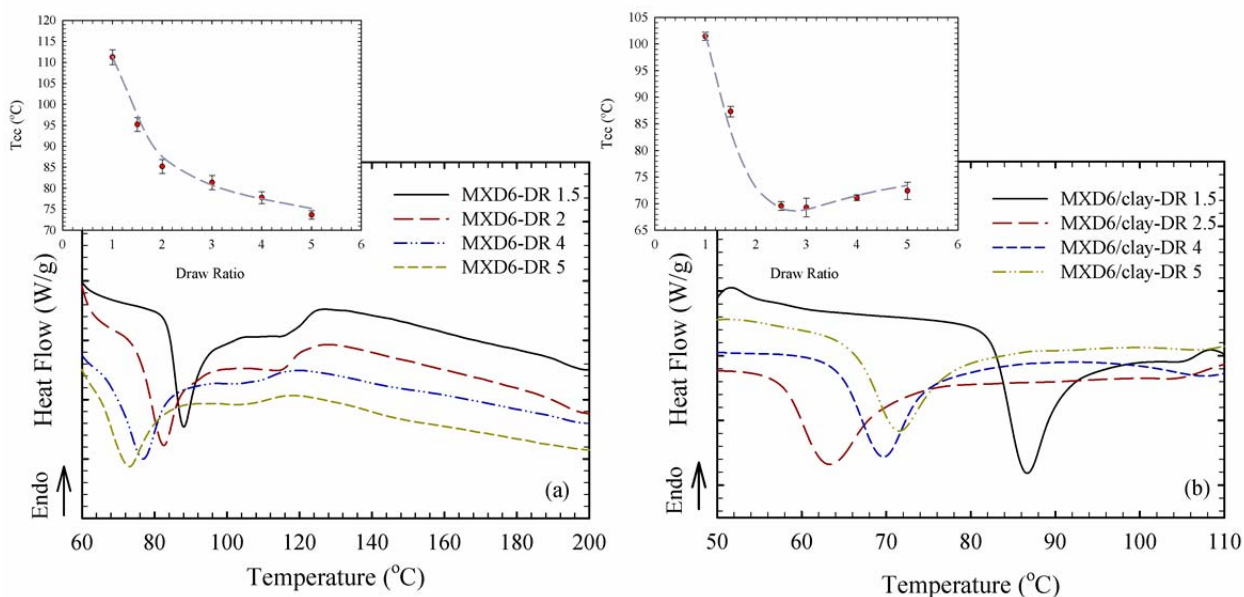 120
115
110
105
100
95
90
85
80
75
70
Tcc (°C)
0 1 2 3 4 5 6
Draw Ratio
MXD6-DR 1.5
MXD6-DR 2
MXD6-DR 4
MXD6-DR 5
Heat Flow (W/g)
Endo
(a)
60 80 100 120 140 160 180 200
Temperature (°C)
105
100
95
90
85
80
75
70
65
Tcc (°C)
0 1 2 3 4 5 6
Draw Ratio
MXD6/clay-DR 1.5
MXD6/clay-DR 2.5
MXD6/clay-DR 4
MXD6/clay-DR 5
Heat Flow (W/g)
Endo
(b)
50 60 70 80 90 100 110
Temperature (°C)